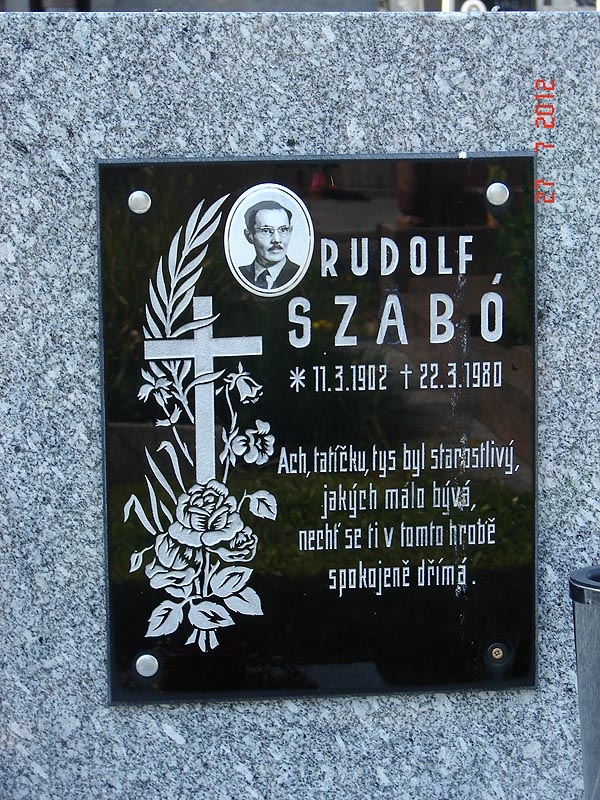 27 7 2012
RUDOLF
SZABÓ
* 11.3.1902 † 22.3.1980
Ach, tatíčku, tys byl starostlivý,
jakých málo bývá,
nechť se ti v tomto hrobě
spokojeně dřímá.